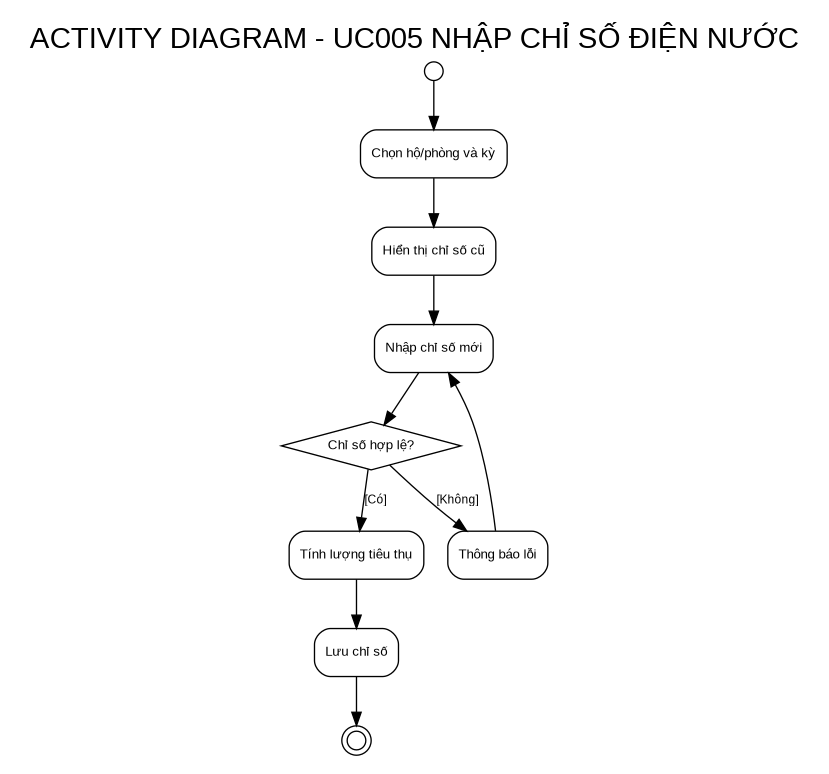 ACTIVITY DIAGRAM - UC005 NHẬP CHỈ SỐ ĐIỆN NƯỚC
Chọn hộ/phòng và kỳ
Hiển thị chỉ số cũ
Nhập chỉ số mới
Chỉ số hợp lệ?
[Có]
[Không]
Tính lượng tiêu thụ
Thông báo lỗi
Lưu chỉ số